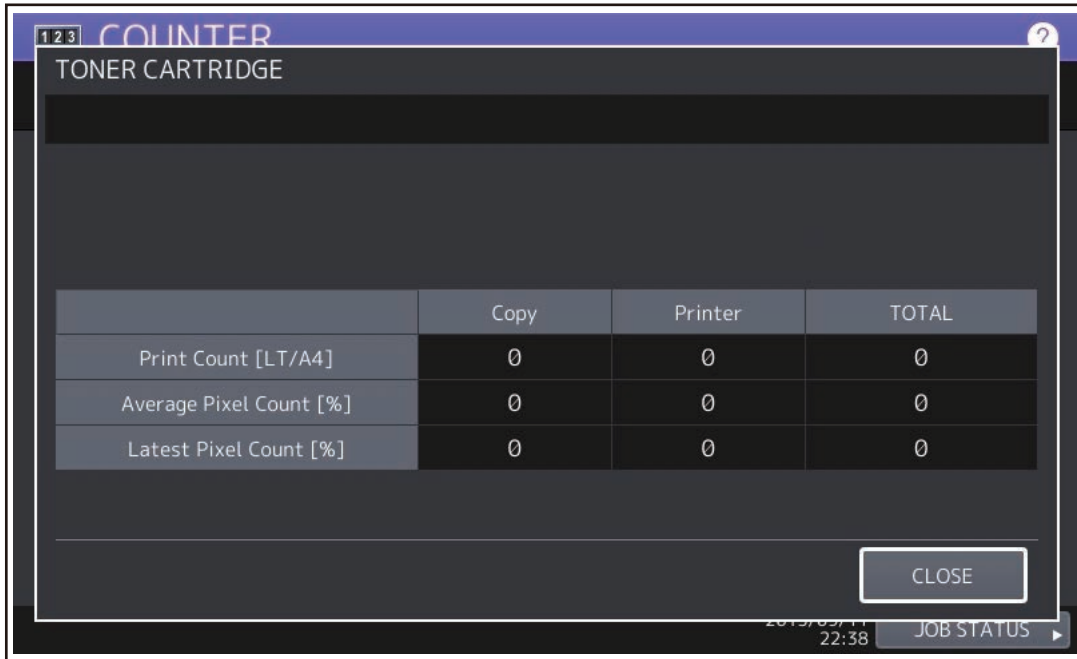 123 COUNTER ?
TONER CARTRIDGE
Copy Printer TOTAL
Print Count [LT/A4] 0 0 0
Average Pixel Count [%] 0 0 0
Latest Pixel Count [%] 0 0 0
CLOSE
22:38 JOB STATUS